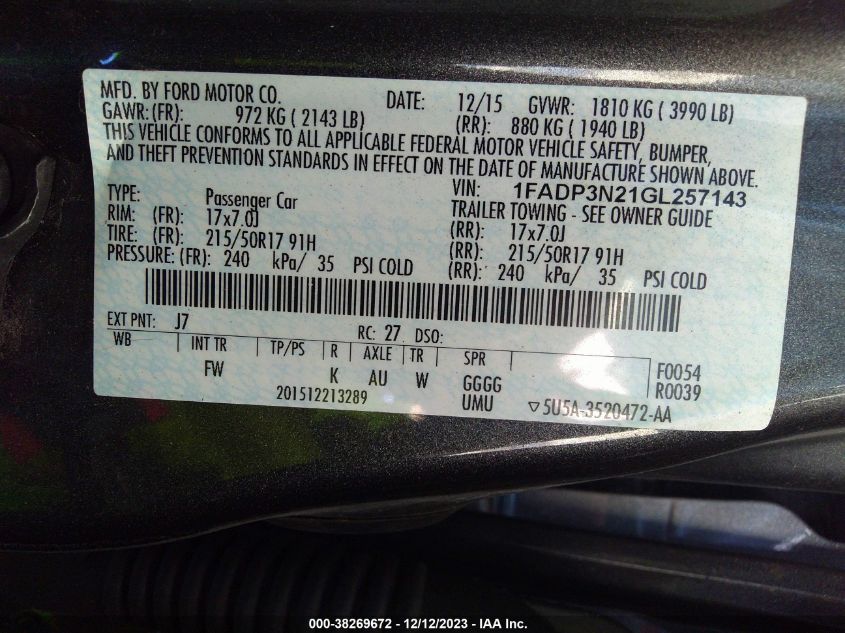 MFD. BY FORD MOTOR CO.
DATE: 12/15 GVWR: 1810 KG ( 3990 LB)
GAWR: (FR): 972 KG ( 2143 LB) (RR): 880 KG ( 1940 LB)
THIS VEHICLE CONFORMS TO ALL APPLICABLE FEDERAL MOTOR VEHICLE SAFETY, BUMPER,
AND THEFT PREVENTION STANDARDS IN EFFECT ON THE DATE OF MANUFACTURE SHOWN ABOVE.
VIN: 1FADP3N21GL257143
TYPE: Passenger Car TRAILER TOWING - SEE OWNER GUIDE
RIM: (FR): 17x7.0J (RR): 17x7.0J
TIRE: (FR): 215/50R17 91H (RR): 215/50R17 91H
PRESSURE: (FR): 240 kPa/ 35 PSI COLD (RR): 240 kPa/ 35 PSI COLD
EXT PNT: J7 RC: 27 DSO:
WB INT TR TP/PS R AXLE TR SPR F0054
FW K AU W GGGG R0039
201512213289 UMU ▽5U5A-3520472-AA
000-38269672 - 12/12/2023 - IAA Inc.